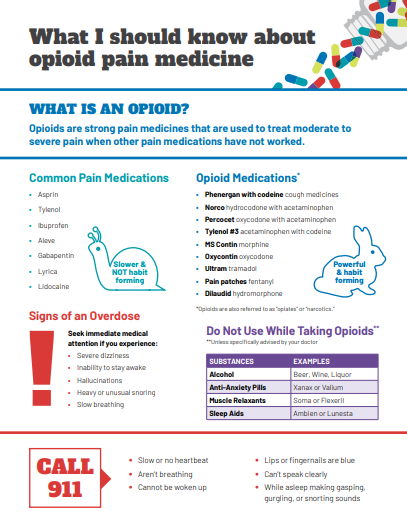 What I should know about
opioid pain medicine
WHAT IS AN OPIOID?
Opioids are strong pain medicines that are used to treat moderate to
severe pain when other pain medications have not worked.
Common Pain Medications
• Asprin
• Tylenol
• Ibuprofen
• Aleve
• Gabapentin
• Lyrica
• Lidocaine
Slower &
NOT habit
forming
Opioid Medications*
• Phenergan with codeine cough medicines
• Norco hydrocodone with acetaminophen
• Percocet oxycodone with acetaminophen
• Tylenol #3 acetaminophen with codeine
• MS Contin morphine
• Oxycontin oxycodone
• Ultram tramadol
• Pain patches fentanyl
• Dilaudid hydromorphone
Powerful
& habit
forming
*Opioids are also referred to as "opiates" or "narcotics."
Signs of an Overdose
!
Seek immediate medical
attention if you experience:
• Severe dizziness
• Inability to stay awake
• Hallucinations
• Heavy or unusual snoring
• Slow breathing
Do Not Use While Taking Opioids**
**Unless specifically advised by your doctor
SUBSTANCES EXAMPLES
Alcohol Beer, Wine, Liquor
Anti-Anxiety Pills Xanax or Valium
Muscle Relaxants Soma or Flexeril
Sleep Aids Ambien or Lunesta
CALL
911
• Slow or no heartbeat
• Aren't breathing
• Cannot be woken up
• Lips or fingernails are blue
• Can't speak clearly
• While asleep making gasping,
gurgling, or snorting sounds